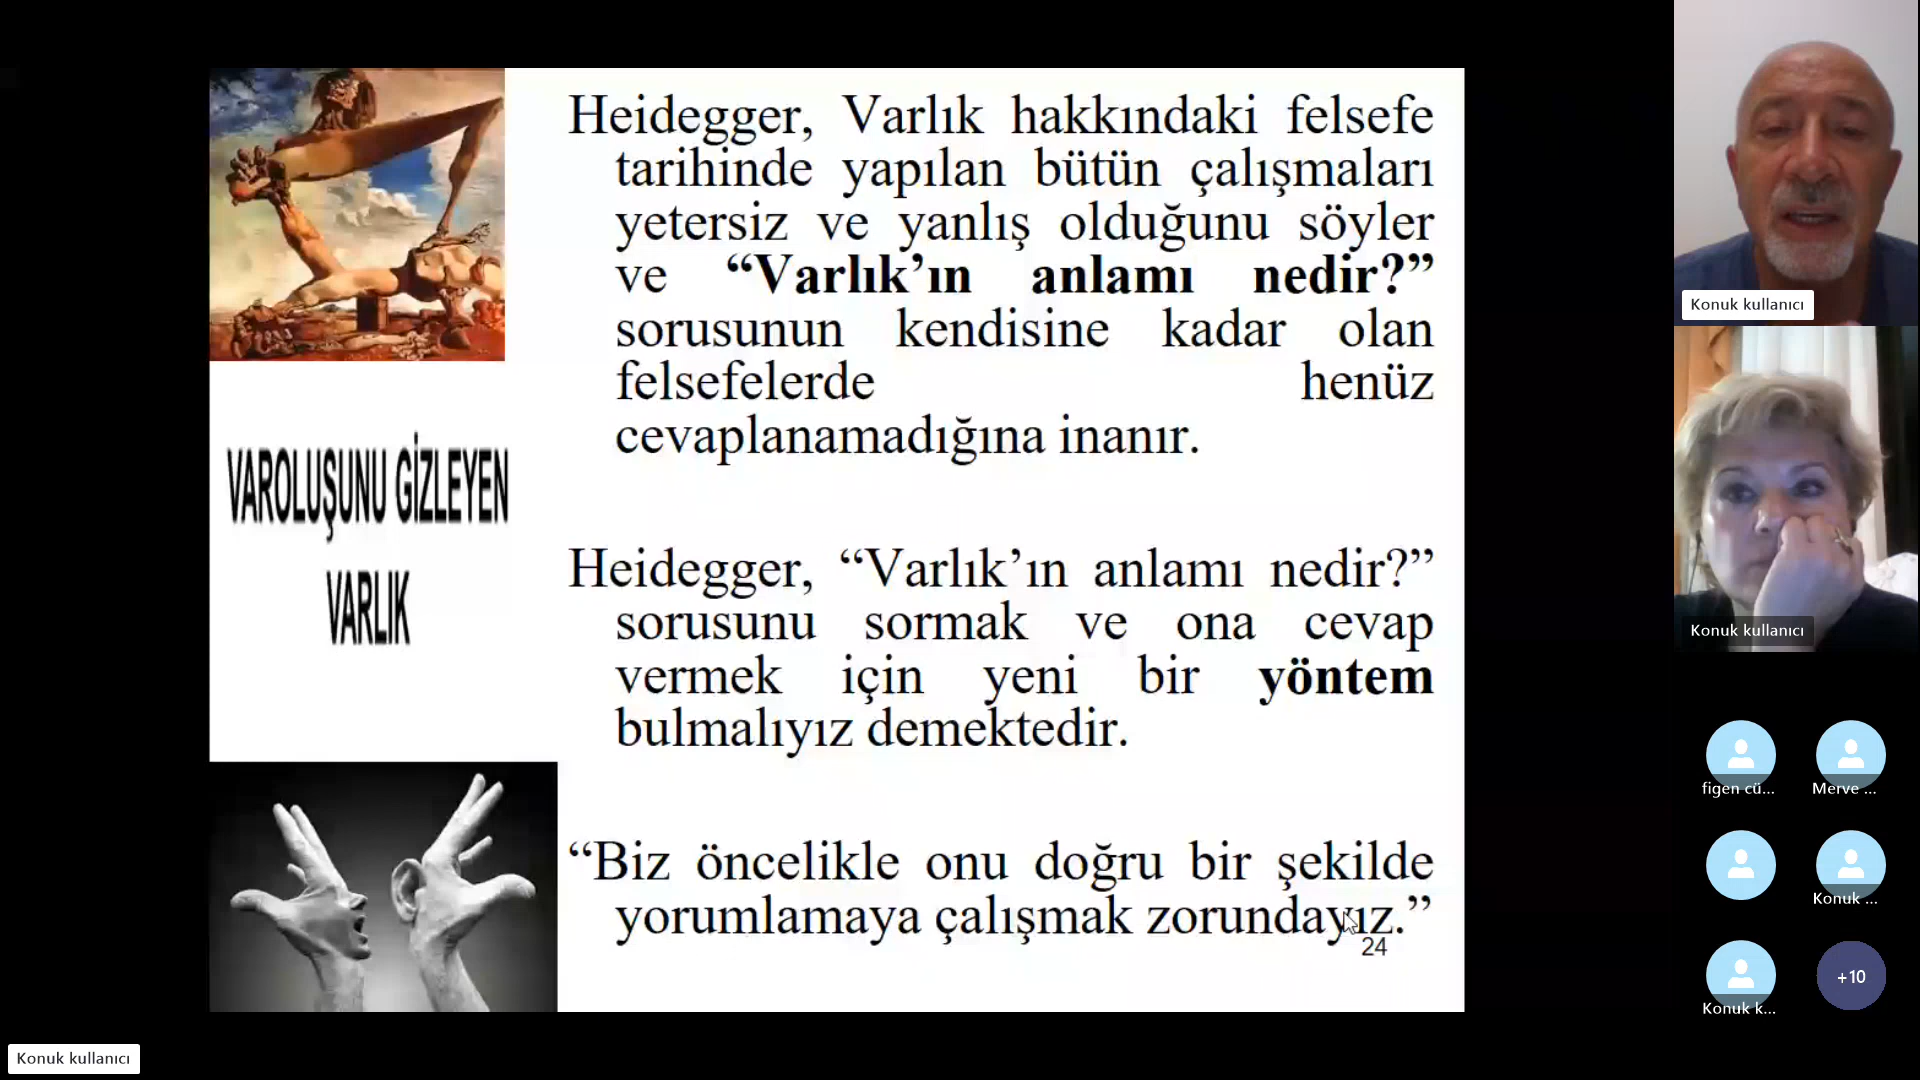 Heidegger, Varlık hakkındaki felsefe
tarihinde yapılan bütün çalışmaları
yetersiz ve yanlış olduğunu söyler
ve “Varlık’ın anlamı nedir?”
sorusunun kendisine kadar olan
felsefelerde henüz
cevaplanamadığına inanır.
VAROLUŞUNU GİZLEYEN
VARLIK
Heidegger, “Varlık’ın anlamı nedir?”
sorusunu sormak ve ona cevap
vermek için yeni bir yöntem
bulmalıyız demektedir.
“Biz öncelikle onu doğru bir şekilde
yorumlamaya çalışmak zorundayız.”
24
Konuk kullanıcı
Konuk kullanıcı
figen cü...
Merve ...
Konuk ...
Konuk k...
+10
Konuk kullanıcı